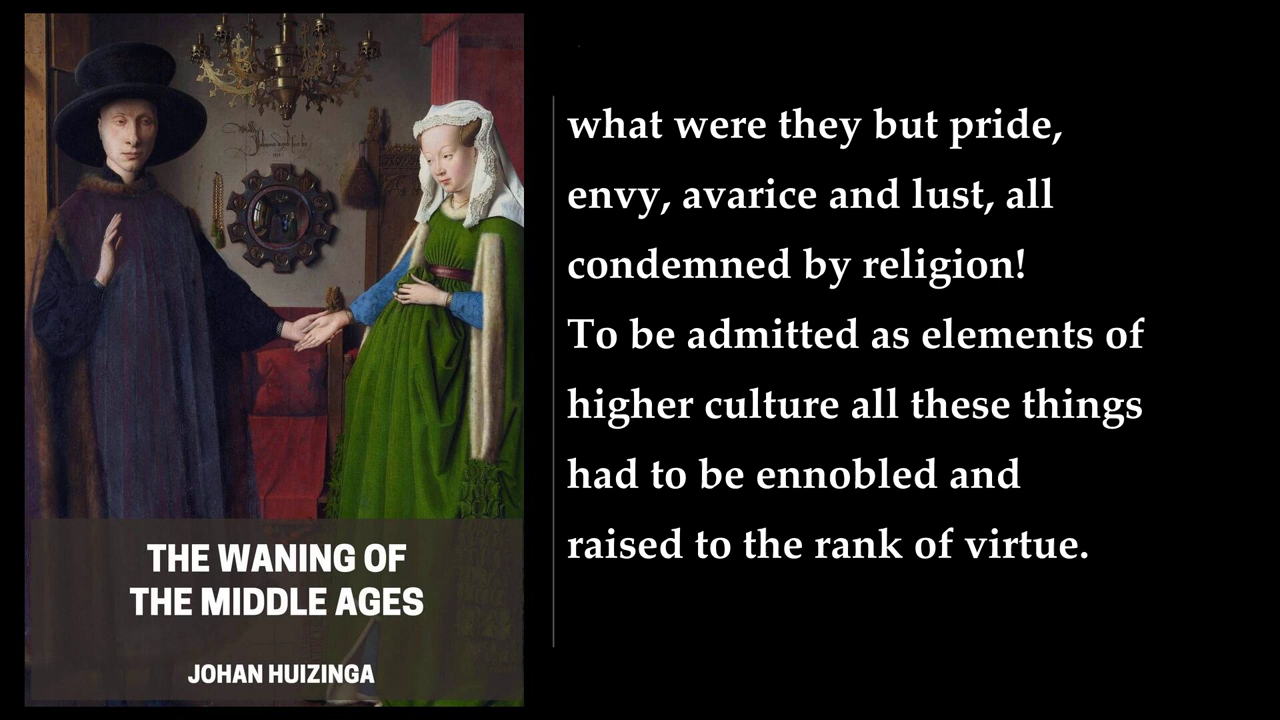 THE WANING OF
THE MIDDLE AGES
JOHAN HUIZINGA
what were they but pride,
envy, avarice and lust, all
condemned by religion!
To be admitted as elements of
higher culture all these things
had to be ennobled and
raised to the rank of virtue.